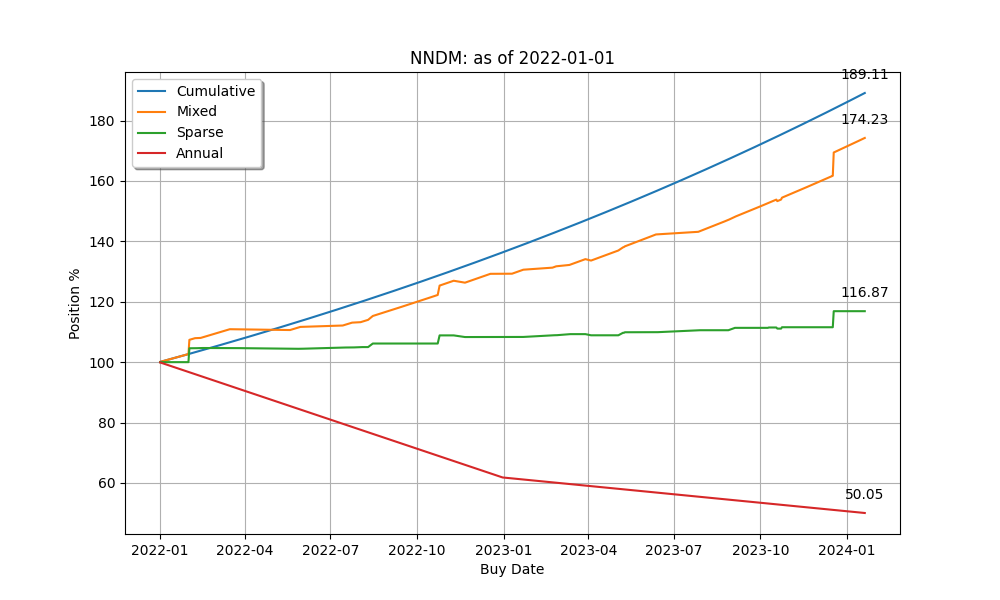 NNDM: as of 2022-01-01
189.11
Cumulative
Mixed
Sparse
Annual
174.23
180
160
140
120
100
80
60
116.87
50.05
Position %
2022-01
2022-04
2022-07
2022-10
2023-01
2023-04
2023-07
2023-10
2024-01
Buy Date